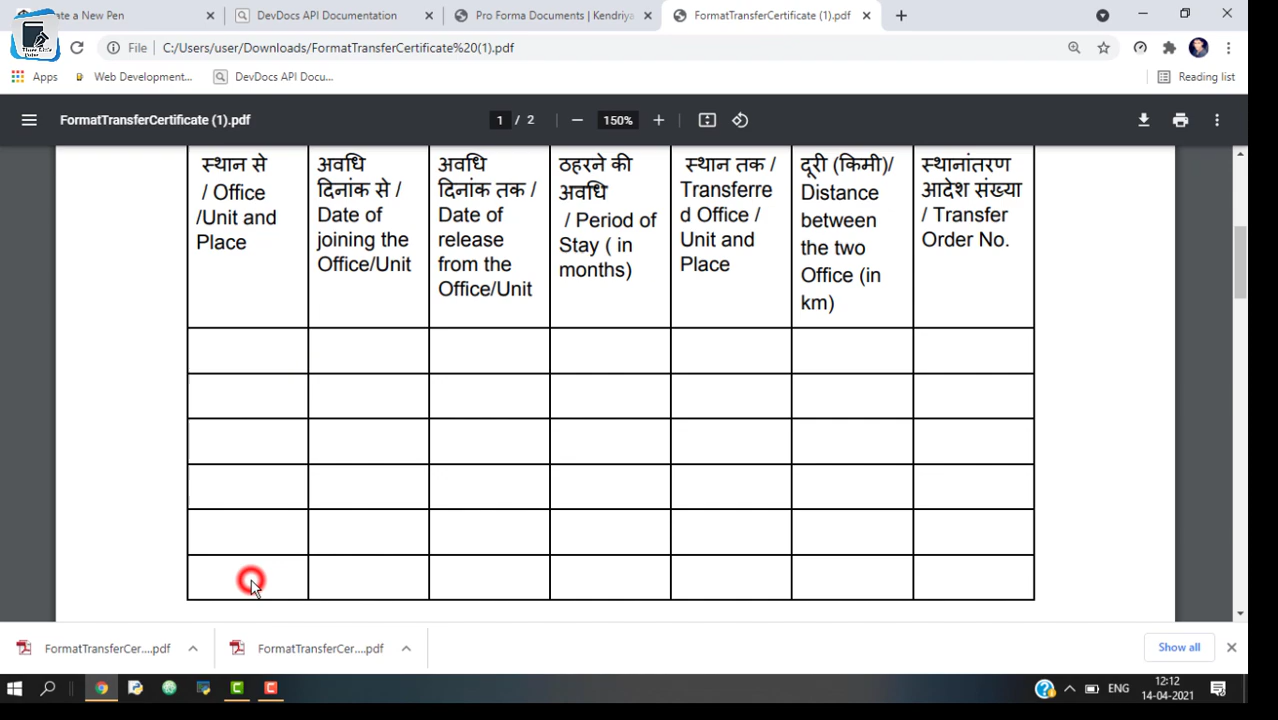 ate a New Pen
DevDocs API Documentation
Pro Forma Documents | Kendriya
FormatTransferCertificate (1).pdf
File
C:/Users/user/Downloads/FormatTransferCertificate%20(1).pdf
Apps
Web Development...
DevDocs API Docu...
Reading list
FormatTransferCertificate (1).pdf
1 / 2
150%
स्थान से
/ Office
/Unit and
Place
अवधि
दिनांक से /
Date of
joining the
Office/Unit
अवधि
दिनांक तक /
Date of
release
from the
Office/Unit
ठहरने की
अवधि
/ Period of
Stay ( in
months)
स्थान तक /
Transferre
d Office /
Unit and
Place
दूरी (किमी)/
Distance
between
the two
Office (in
km)
स्थानांतरण
आदेश संख्या
/ Transfer
Order No.
FormatTransferCer....pdf
FormatTransferCer....pdf
Show all
ENG
12:12
14-04-2021